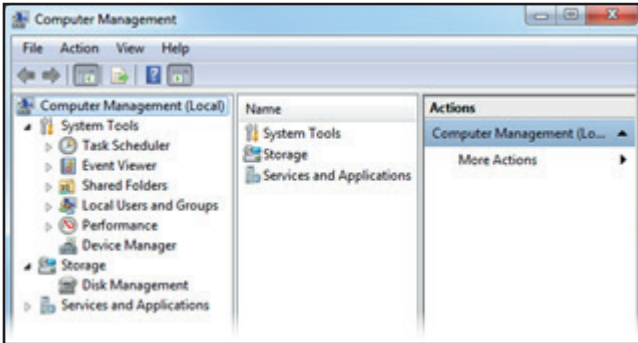 Computer Management
File Action View Help
Computer Management (Local)
System Tools
Task Scheduler
Event Viewer
Shared Folders
Local Users and Groups
Performance
Device Manager
Storage
Disk Management
Services and Applications
Name
System Tools
Storage
Services and Applications
Actions
Computer Management (Lo...
More Actions